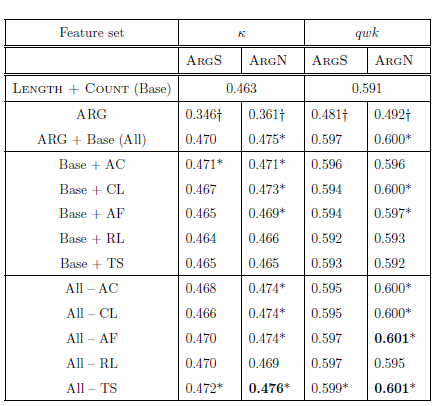 Feature set κ qwk
ArgS ArgN ArgS ArgN
Length + Count (Base) 0.463 0.591
ARG 0.346† 0.361† 0.481† 0.492†
ARG + Base (All) 0.470 0.475* 0.597 0.600*
Base + AC 0.471* 0.471* 0.596 0.596
Base + CL 0.467 0.473* 0.594 0.600*
Base + AF 0.465 0.469* 0.594 0.597*
Base + RL 0.464 0.466 0.592 0.593
Base + TS 0.465 0.465 0.593 0.592
All – AC 0.468 0.474* 0.595 0.600*
All – CL 0.466 0.474* 0.595 0.600*
All – AF 0.470 0.474* 0.597 0.601*
All – RL 0.470 0.469 0.597 0.595
All – TS 0.472* 0.476* 0.599* 0.601*